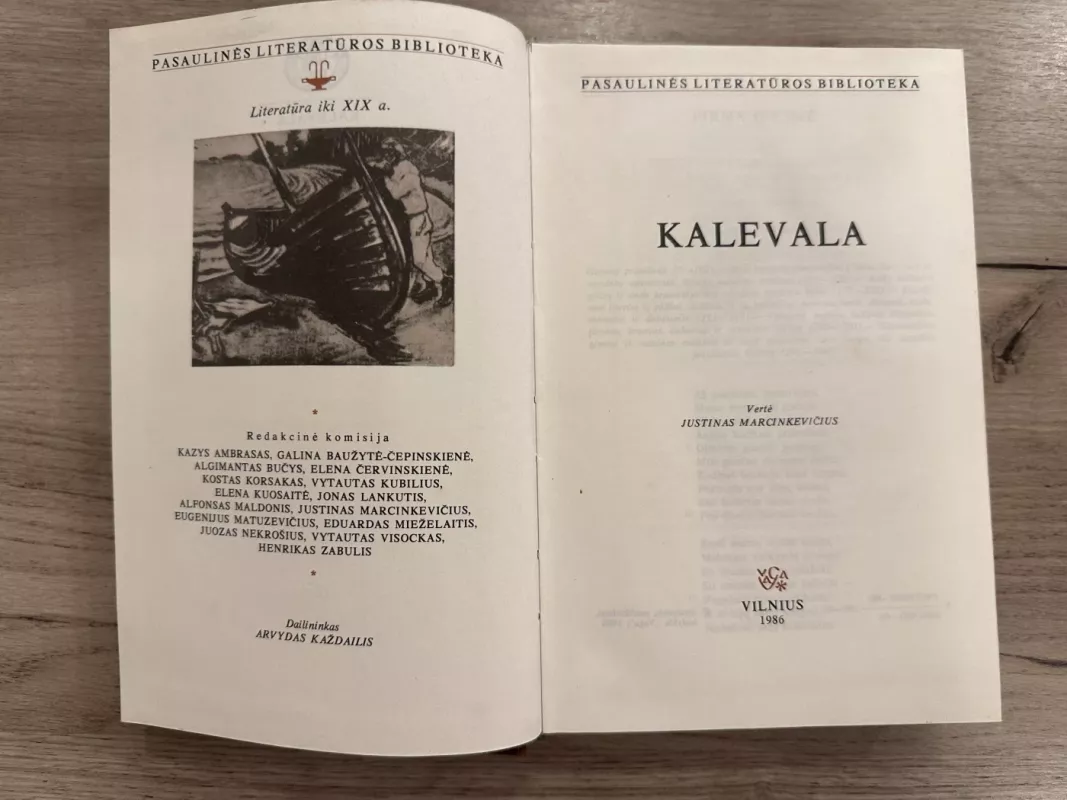 PASAULINĖS LITERATŪROS BIBLIOTEKA
Literatūra iki XIX a.
*
Redakcinė komisija
KAZYS AMBRASAS, GALINA BAUŽYTĖ-ČEPINSKIENĖ,
ALGIMANTAS BUČYS, ELENA ČERVINSKIENĖ,
KOSTAS KORSAKAS, VYTAUTAS KUBILIUS,
ELENA KUOSAITĖ, JONAS LANKUTIS,
ALFONSAS MALDONIS, JUSTINAS MARCINKEVIČIUS,
EUGENIJUS MATUZEVIČIUS, EDUARDAS MIEŽELAITIS,
JUOZAS NEKROŠIUS, VYTAUTAS VISOCKAS,
HENRIKAS ZABULIS
*
Dailininkas
ARVYDAS KAŽDAILIS
PASAULINĖS LITERATŪROS BIBLIOTEKA
KALEVALA
Vertė
JUSTINAS MARCINKEVIČIUS
VAGA
VILNIUS
1986